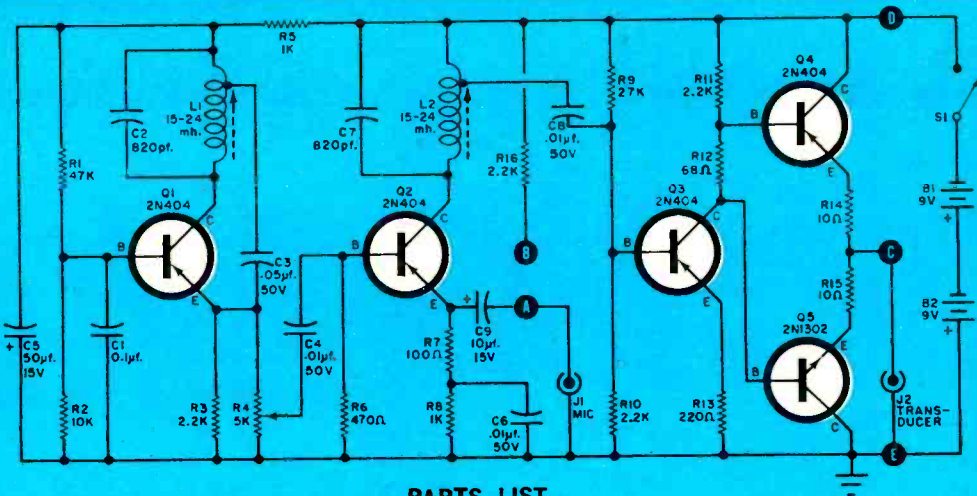 R5
1K
C2
820pf.
L1
15-24
mh.
R1
47K
Q1
2N404
B
C
E
C3
.05µf.
50V
C5
50µf.
15V
+
C1
0.1µf.
R2
10K
R3
2.2K
R4
5K
C4
.01µf.
50V
C7
820pf.
L2
15-24
mh.
Q2
2N404
B
C
E
R6
470Ω
R7
100Ω
R8
1K
C6
.01µf.
50V
+
C9
10µf.
15V
A
J1
MIC
R16
2.2K
B
C8
.01µf.
50V
R9
27K
R10
2.2K
Q3
2N404
B
C
E
R11
2.2K
R12
68Ω
R13
220Ω
Q4
2N404
B
C
E
R14
10Ω
R15
10Ω
Q5
2N1302
B
E
C
D
C
E
J2
TRANS-
DUCER
S1
B1
9V
+
B2
9V
+
PARTS LIST